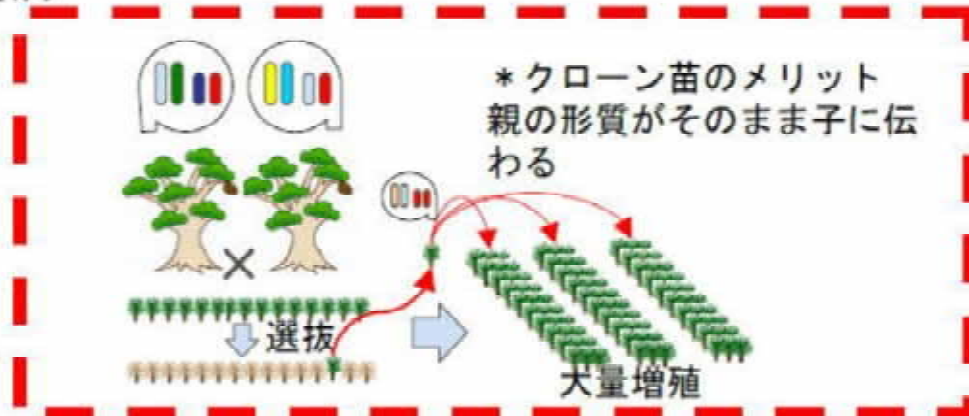 ＊クローン苗のメリット
親の形質がそのまま子に伝
わる
選抜
大量増殖